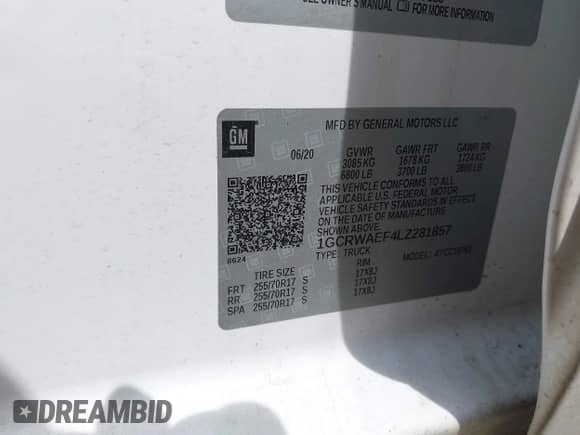 SEE OWNER'S MANUAL FOR MORE INFORMATION
GM
MFD BY GENERAL MOTORS LLC
06/20 GVWR GAWR FRT GAWR RR
3085 KG 1678 KG 1724 KG
6800 LB 3700 LB 3800 LB
THIS VEHICLE CONFORMS TO ALL
APPLICABLE U.S. FEDERAL MOTOR
VEHICLE SAFETY STANDARDS IN EFFECT
ON THE DATE OF MANUFACTURE
SHOWN ABOVE
1GCRWAEF4LZ281857
TYPE: TRUCK MODEL:
8624
TIRE SIZE RIM
FRT 255/70R17 S 17X8J
RR 255/70R17 S 17X8J
SPA 255/70R17 S 17X8J
DREAMBID